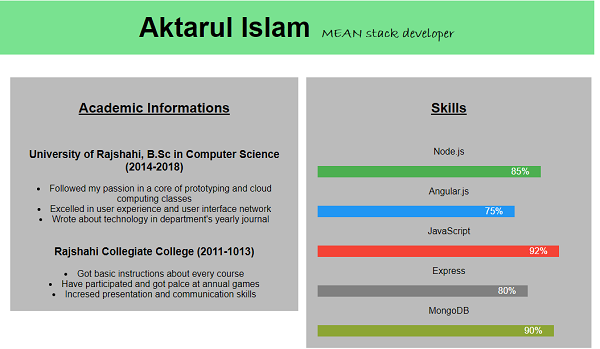 Aktarul Islam MEAN stack developer
Academic Informations
University of Rajshahi, B.Sc in Computer Science
(2014-2018)
Followed my passion in a core of prototyping and cloud
computing classes
Excelled in user experience and user interface network
Wrote about technology in department's yearly journal
Rajshahi Collegiate College (2011-1013)
Got basic instructions about every course
Have participated and got palce at annual games
Incresed presentation and communication skills
Skills
Node.js
85%
Angular.js
75%
JavaScript
92%
Express
80%
MongoDB
90%